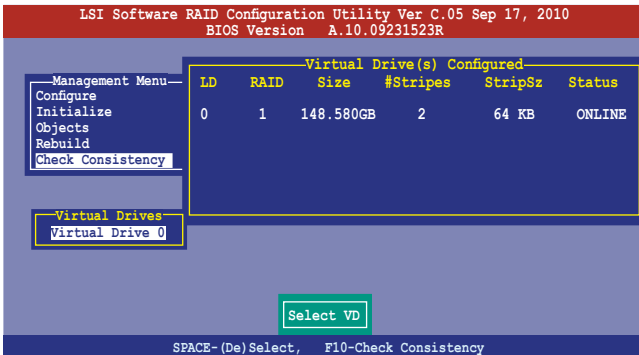 LSI Software RAID Configuration Utility Ver C.05 Sep 17, 2010
BIOS Version A.10.09231523R
Management Menu
Configure
Initialize
Objects
Rebuild
Check Consistency
Virtual Drive(s) Configured
LD RAID Size #Stripes StripSz Status
0 1 148.580GB 2 64 KB ONLINE
Virtual Drives
Virtual Drive 0
Select VD
SPACE-(De)Select, F10-Check Consistency